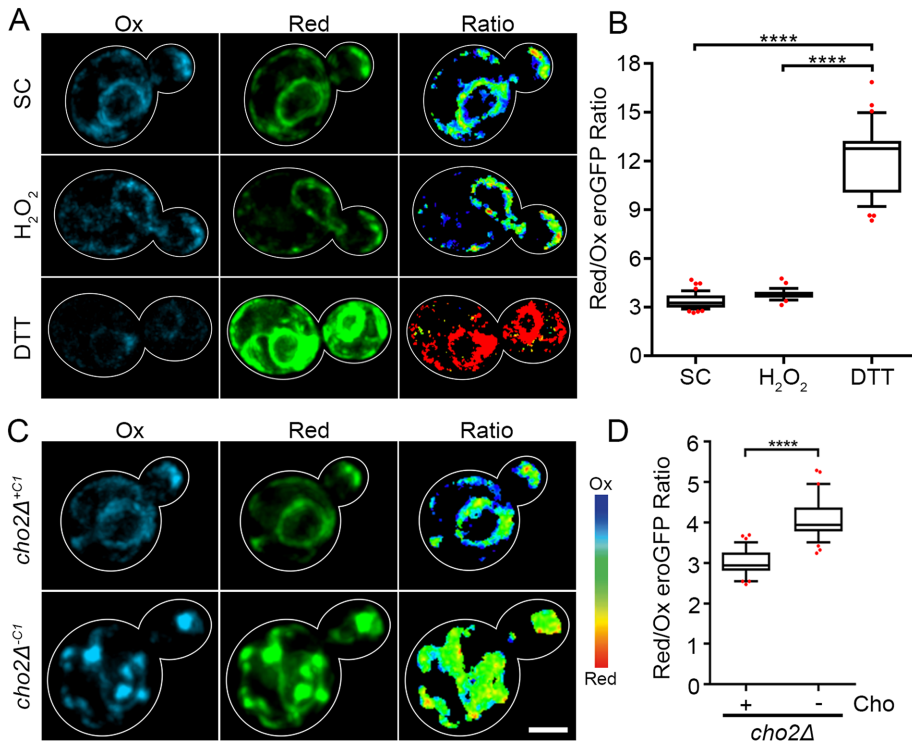 A
Ox Red Ratio
SC
H₂O₂
DTT
B
****
****
Red/Ox eroGFP Ratio
18
15
12
9
6
3
0
SC H₂O₂ DTT
C
Ox Red Ratio
cho2Δ⁺ᶜ¹
cho2Δ⁻ᶜ¹
Ox
Red
D
****
Red/Ox eroGFP Ratio
6
5
4
3
2
1
0
+ - Cho
cho2Δ